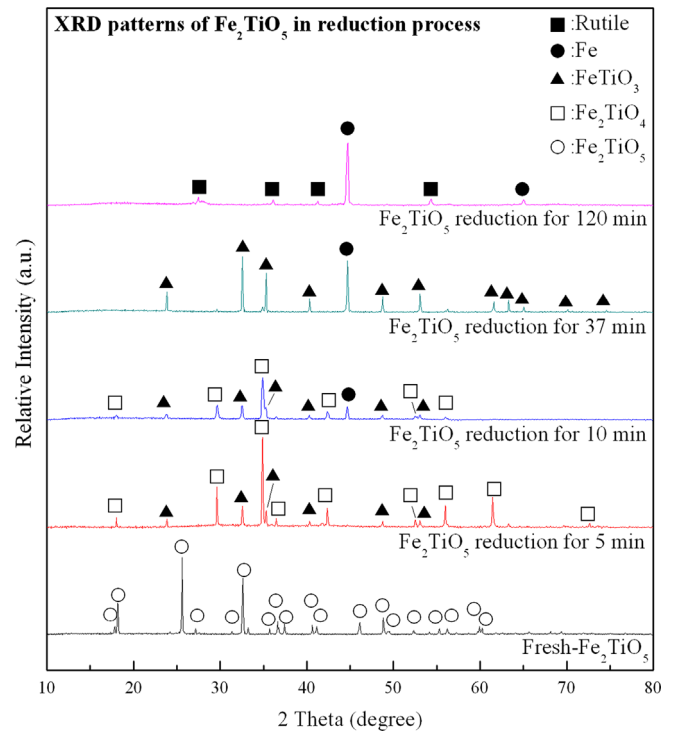 XRD patterns of Fe₂TiO₅ in reduction process
■ :Rutile
● :Fe
▲ :FeTiO₃
□ :Fe₂TiO₄
○ :Fe₂TiO₅
Fe₂TiO₅ reduction for 120 min
Fe₂TiO₅ reduction for 37 min
Fe₂TiO₅ reduction for 10 min
Fe₂TiO₅ reduction for 5 min
Fresh-Fe₂TiO₅
Relative Intensity (a.u.)
10 20 30 40 50 60 70 80
2 Theta (degree)